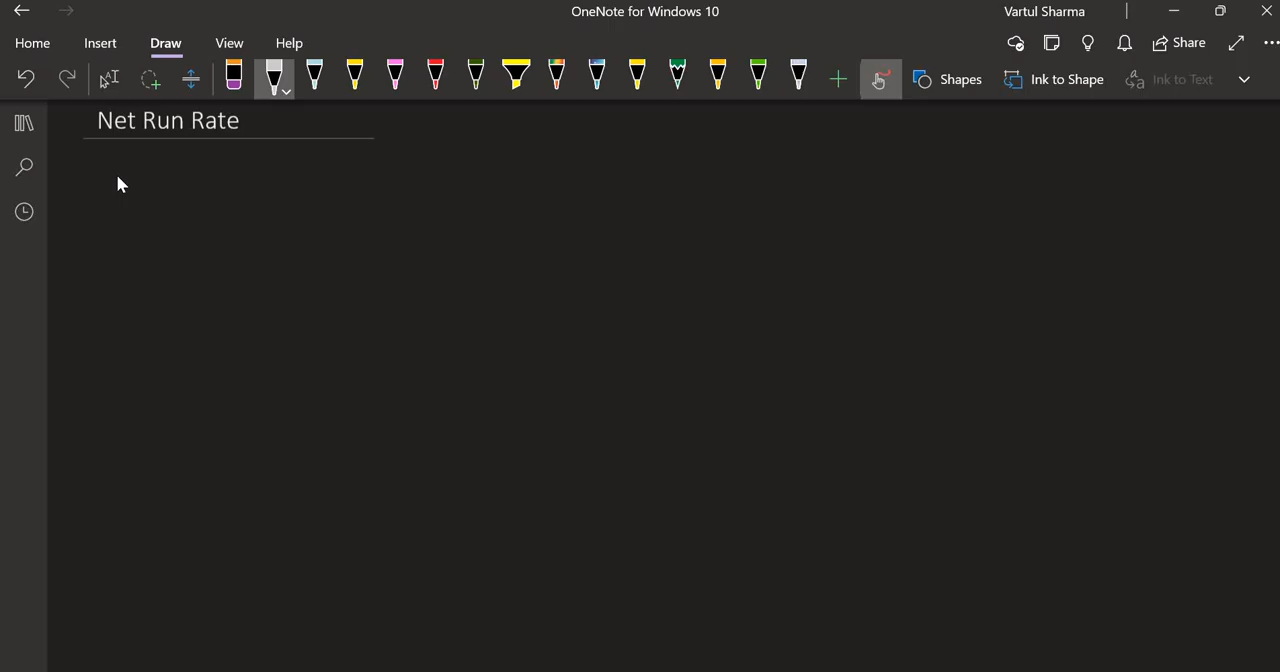 OneNote for Windows 10
Vartul Sharma
Home Insert Draw View Help
Share
Shapes Ink to Shape Ink to Text
Net Run Rate